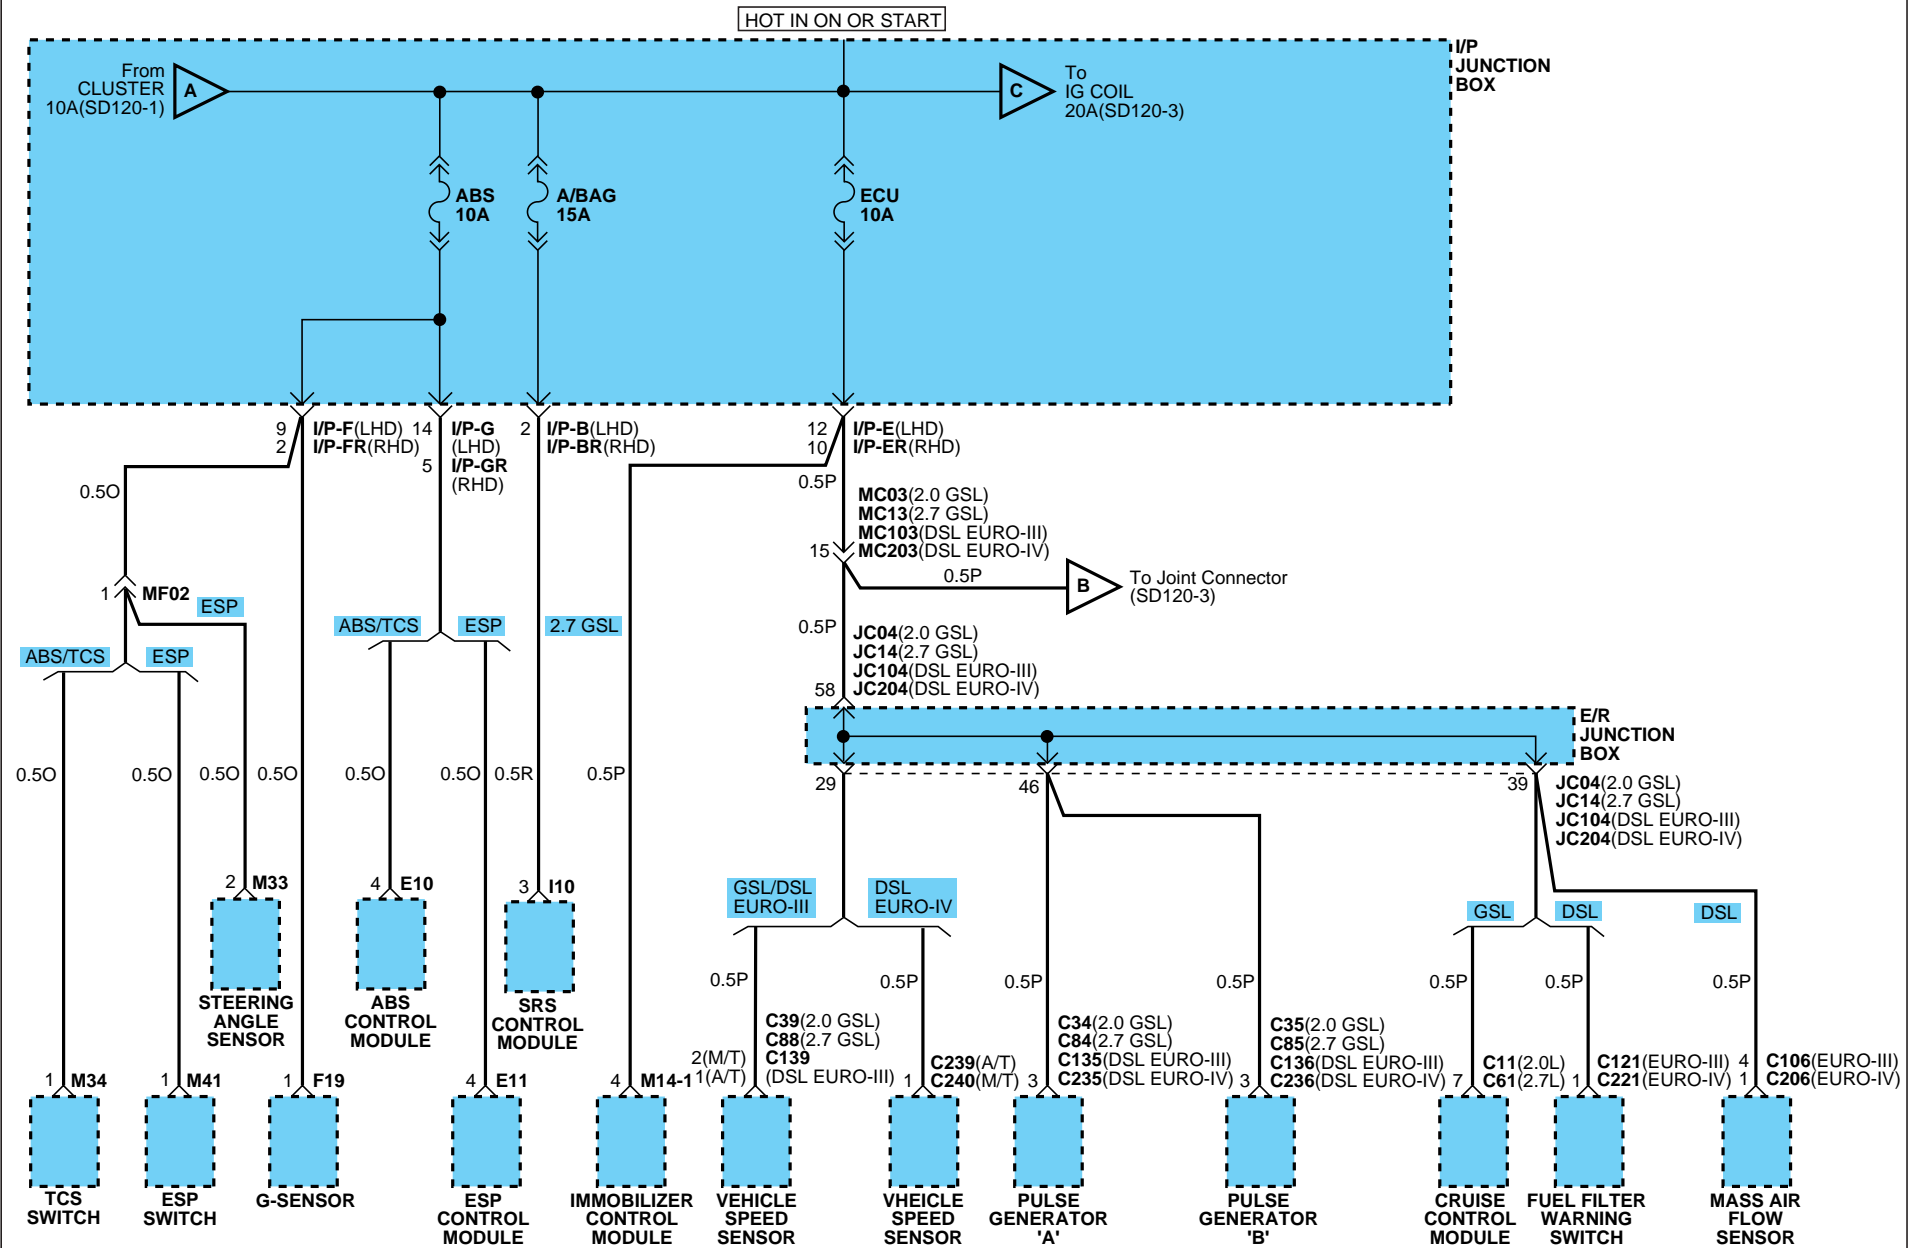 HOT IN ON OR START
I/P
JUNCTION
BOX
From
CLUSTER
10A(SD120-1)
A
C
To
IG COIL
20A(SD120-3)
ABS
10A
A/BAG
15A
ECU
10A
9
2
I/P-F(LHD)
I/P-FR(RHD)
14
5
I/P-G
(LHD)
I/P-GR
(RHD)
2
I/P-B(LHD)
I/P-BR(RHD)
12
10
I/P-E(LHD)
I/P-ER(RHD)
0.5O
0.5P
MC03(2.0 GSL)
MC13(2.7 GSL)
MC103(DSL EURO-III)
15
MC203(DSL EURO-IV)
0.5P
B
To Joint Connector
(SD120-3)
1
MF02
ESP
ABS/TCS
ESP
ABS/TCS
ESP
2.7 GSL
0.5P
JC04(2.0 GSL)
JC14(2.7 GSL)
JC104(DSL EURO-III)
58
JC204(DSL EURO-IV)
E/R
JUNCTION
BOX
0.5O
0.5O
0.5O
0.5O
0.5O
0.5O
0.5R
0.5P
29
46
39
JC04(2.0 GSL)
JC14(2.7 GSL)
JC104(DSL EURO-III)
JC204(DSL EURO-IV)
2
M33
4
E10
3
I10
GSL/DSL
EURO-III
DSL
EURO-IV
GSL
DSL
DSL
STEERING
ANGLE
SENSOR
ABS
CONTROL
MODULE
SRS
CONTROL
MODULE
0.5P
0.5P
0.5P
0.5P
0.5P
0.5P
0.5P
1
M34
1
M41
1
F19
4
E11
4
M14-1
2(M/T)
1(A/T)
C39(2.0 GSL)
C88(2.7 GSL)
C139
(DSL EURO-III)
1
C239(A/T)
C240(M/T)
3
C34(2.0 GSL)
C84(2.7 GSL)
C135(DSL EURO-III)
C235(DSL EURO-IV)
3
C35(2.0 GSL)
C85(2.7 GSL)
C136(DSL EURO-III)
C236(DSL EURO-IV)
7
C11(2.0L)
C61(2.7L)
1
C121(EURO-III)
C221(EURO-IV)
4
1
C106(EURO-III)
C206(EURO-IV)
TCS
SWITCH
ESP
SWITCH
G-SENSOR
ESP
CONTROL
MODULE
IMMOBILIZER
CONTROL
MODULE
VEHICLE
SPEED
SENSOR
VHEICLE
SPEED
SENSOR
PULSE
GENERATOR
'A'
PULSE
GENERATOR
'B'
CRUISE
CONTROL
MODULE
FUEL FILTER
WARNING
SWITCH
MASS AIR
FLOW
SENSOR